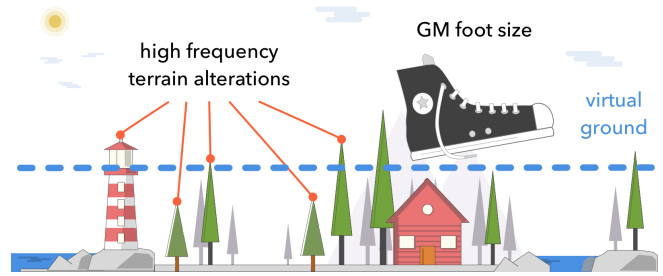 GM foot size
high frequency
terrain alterations
virtual
ground